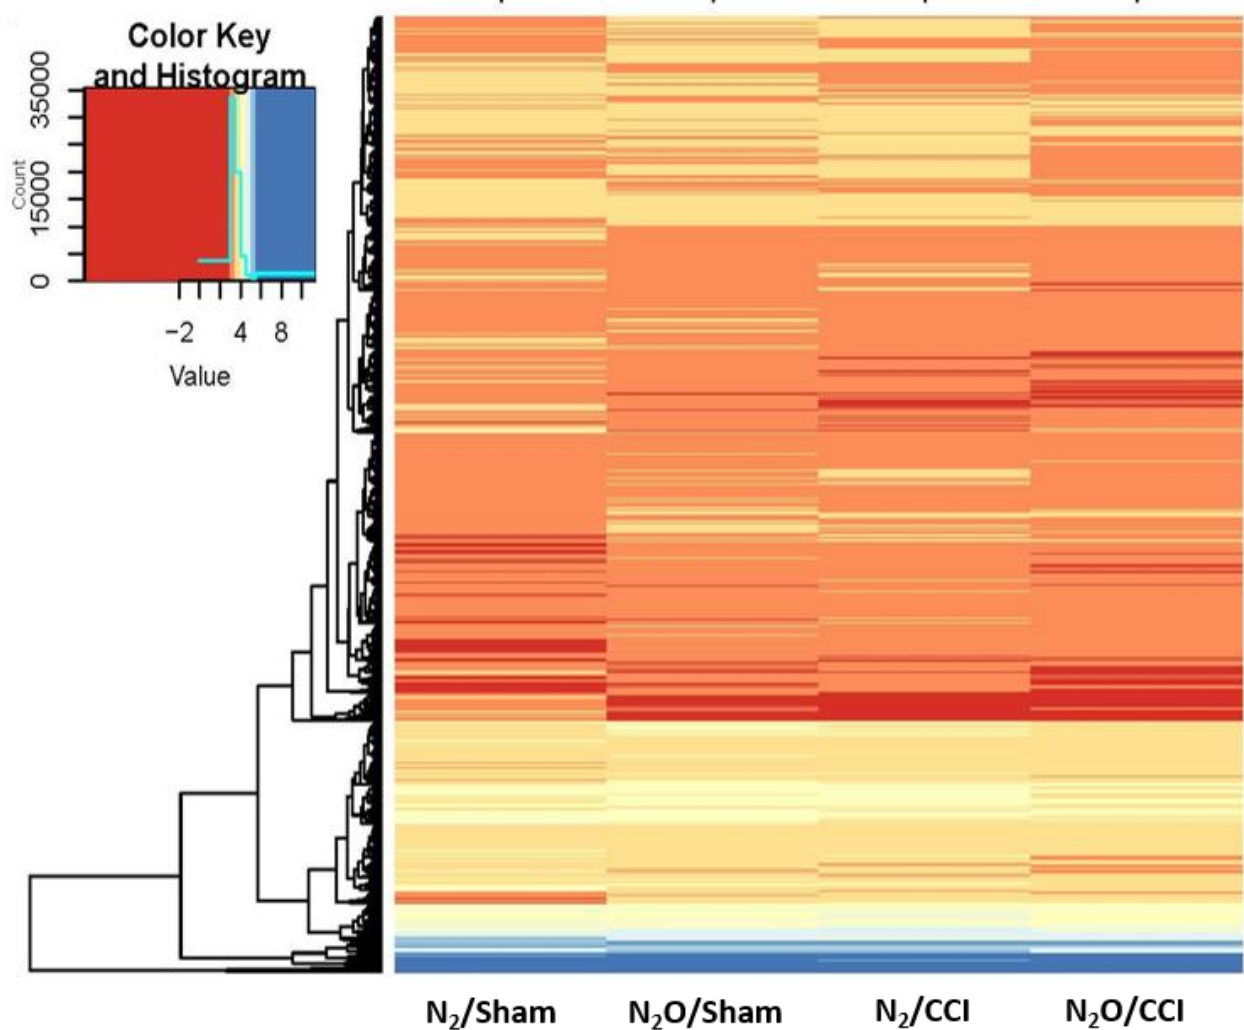 Color Key
and Histogram
Count
0 15000 35000
−2 4 8
Value
N₂/Sham N₂O/Sham N₂/CCI N₂O/CCI